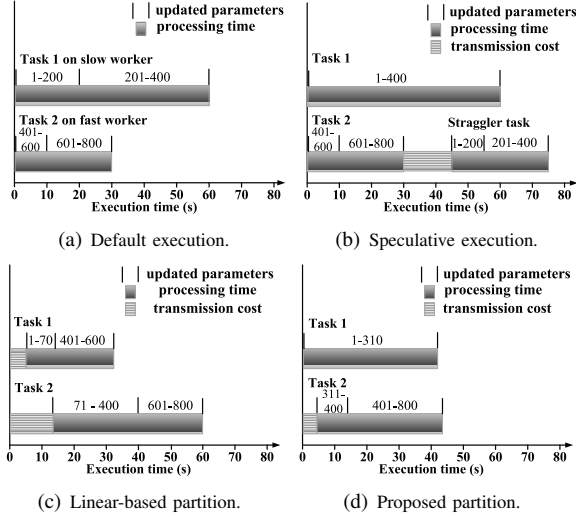 updated parameters
processing time
Task 1 on slow worker
1-200 201-400
Task 2 on fast worker
401-
600 601-800
0 10 20 30 40 50 60 70 80
Execution time (s)
(a) Default execution.
updated parameters
processing time
transmission cost
Task 1
1-400
Task 2 Straggler task
401-
600 601-800 1-200 201-400
0 10 20 30 40 50 60 70 80
Execution time (s)
(b) Speculative execution.
updated parameters
processing time
transmission cost
Task 1
1-70 401-600
Task 2
71 - 400 601-800
0 10 20 30 40 50 60 70 80
Execution time (s)
(c) Linear-based partition.
updated parameters
processing time
transmission cost
Task 1
1-310
Task 2
311-
400 401-800
0 10 20 30 40 50 60 70 80
Execution time (s)
(d) Proposed partition.